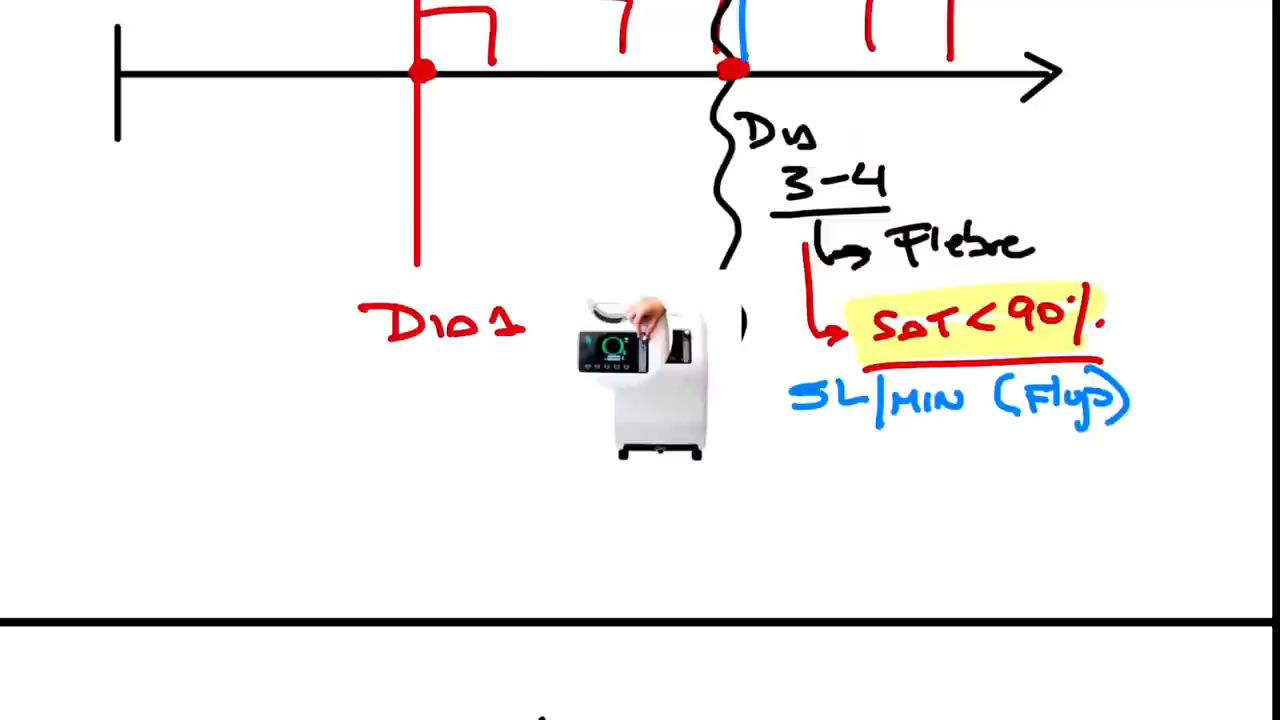 Dia
3-4
Fiebre
Dia 1
Sat < 90%.
5L/MIN (Flujo)